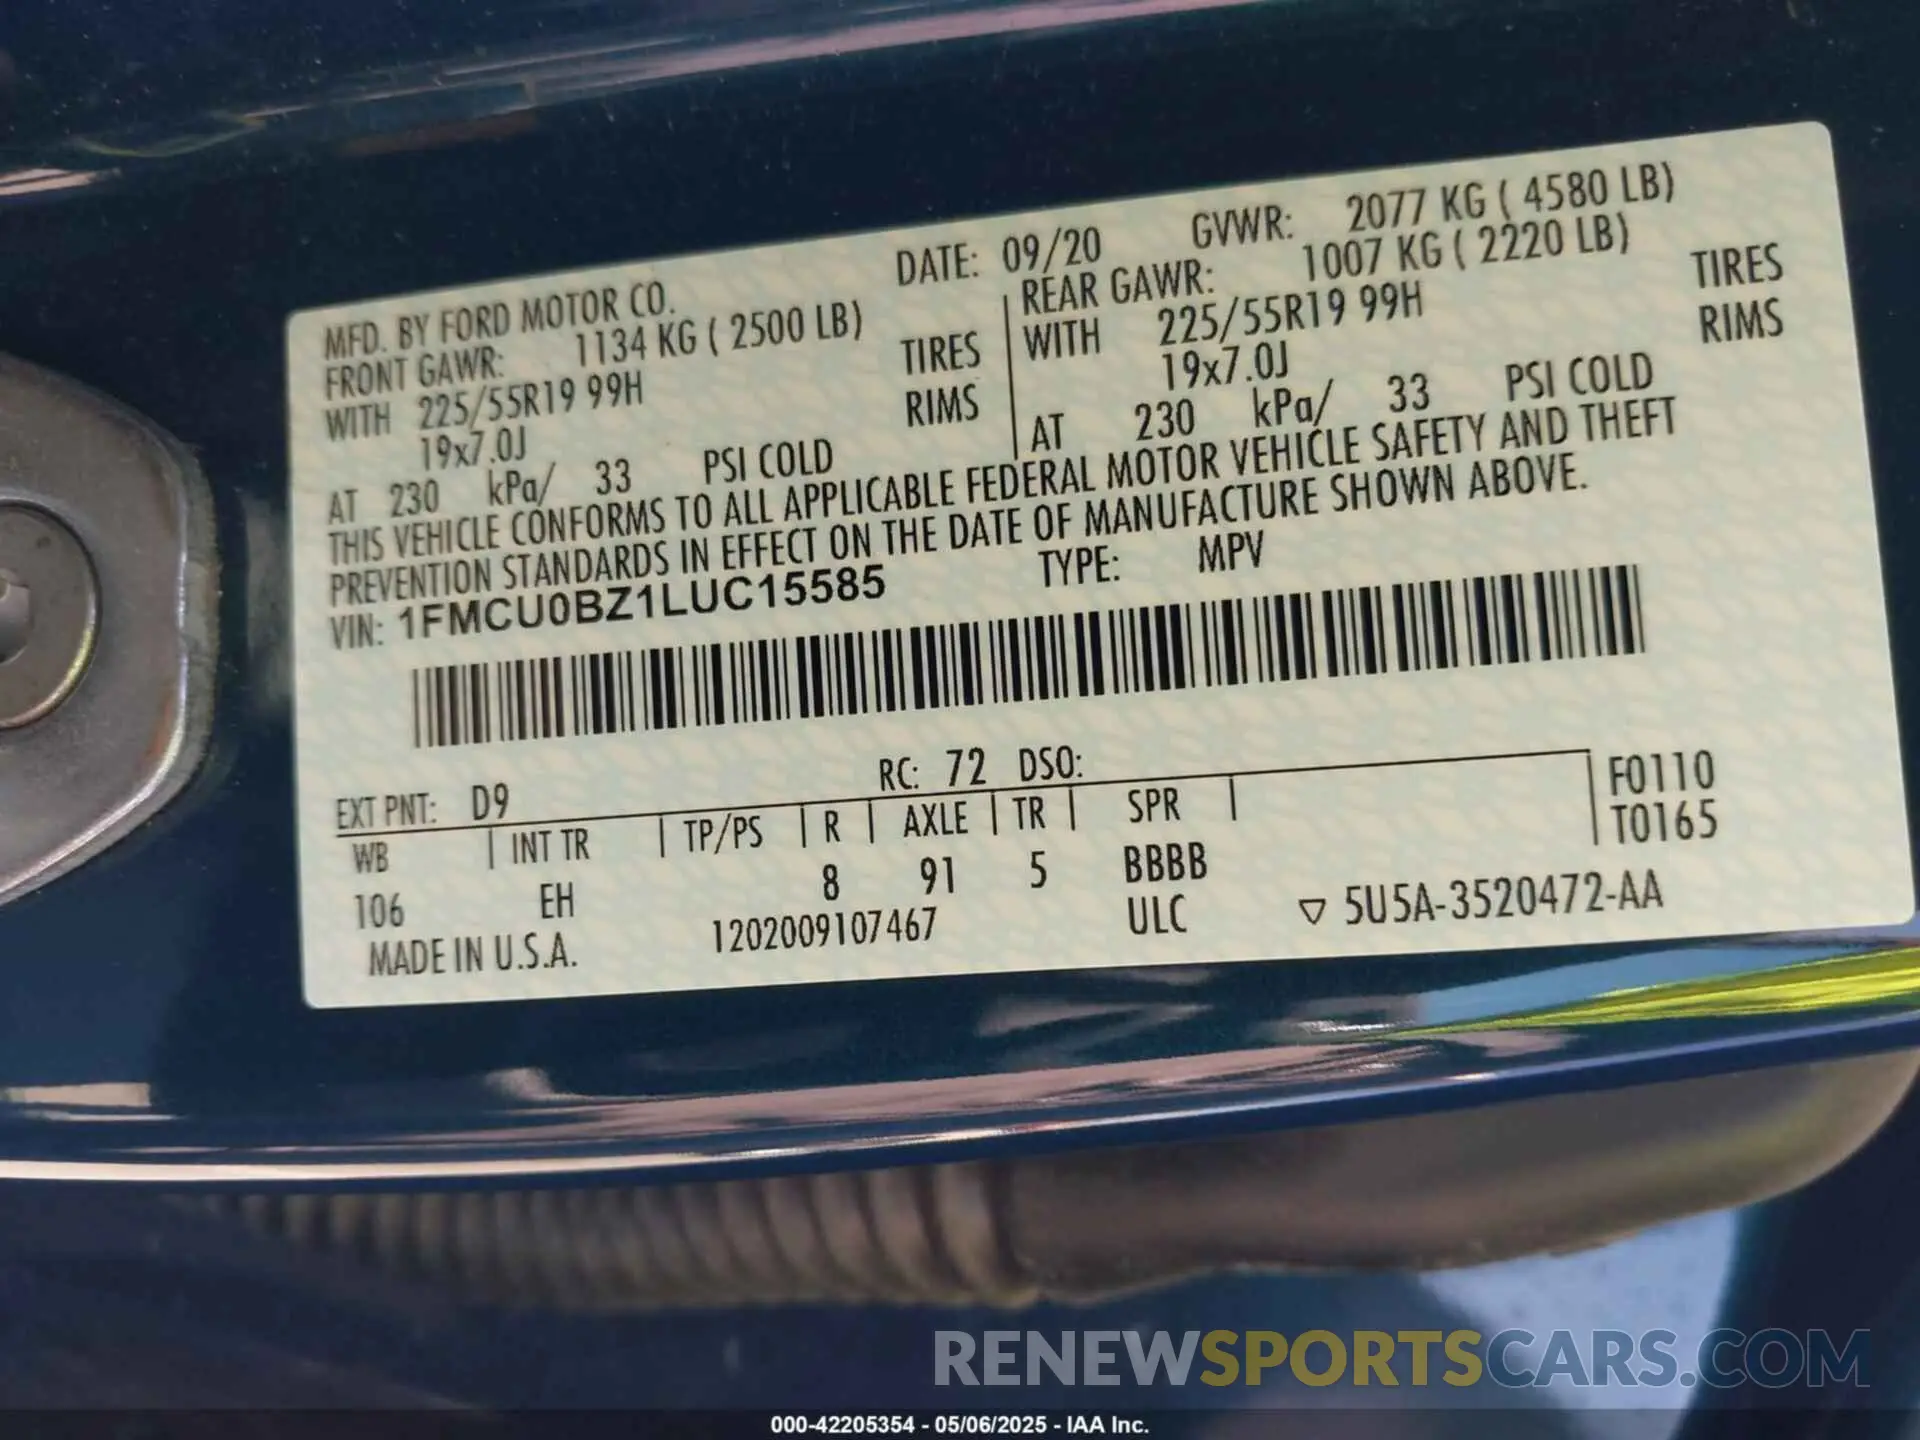 MFD. BY FORD MOTOR CO.
DATE: 09/20
GVWR: 2077 KG ( 4580 LB)
FRONT GAWR: 1134 KG ( 2500 LB)
WITH 225/55R19 99H TIRES
19x7.0J RIMS
AT 230 kPa/ 33 PSI COLD
REAR GAWR: 1007 KG ( 2220 LB)
WITH 225/55R19 99H TIRES
19x7.0J RIMS
AT 230 kPa/ 33 PSI COLD
THIS VEHICLE CONFORMS TO ALL APPLICABLE FEDERAL MOTOR VEHICLE SAFETY AND THEFT
PREVENTION STANDARDS IN EFFECT ON THE DATE OF MANUFACTURE SHOWN ABOVE.
VIN: 1FMCU0BZ1LUC15585 TYPE: MPV
EXT PNT: D9 RC: 72 DSO:
WB | INT TR | TP/PS | R | AXLE | TR | SPR |
F0110
T0165
106 EH 8 91 5 BBBB
MADE IN U.S.A. 1202009107467 ULC ▽ 5U5A-3520472-AA
RENEWSPORTSCARS.COM
000-42205354 - 05/06/2025 - IAA Inc.